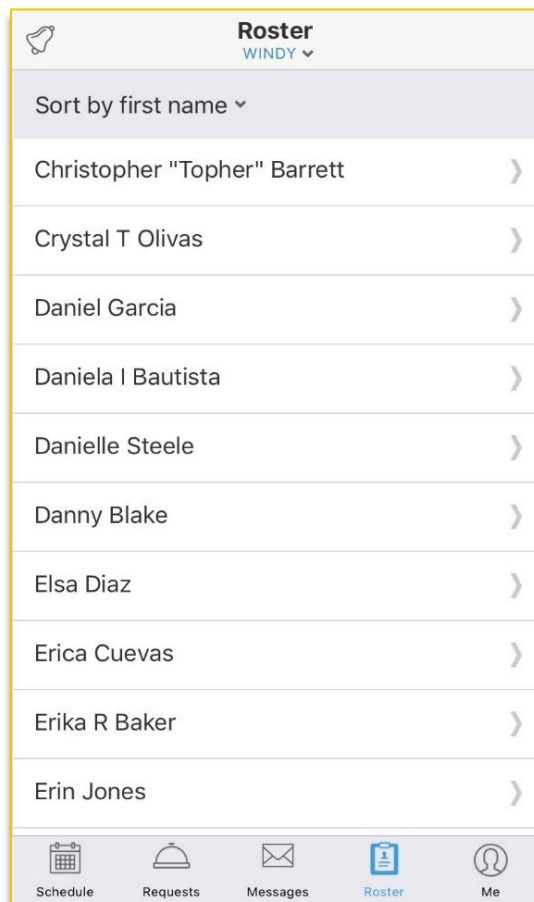 Roster
WINDY
Sort by first name
Christopher "Topher" Barrett
Crystal T Olivas
Daniel Garcia
Daniela I Bautista
Danielle Steele
Danny Blake
Elsa Diaz
Erica Cuevas
Erika R Baker
Erin Jones
Schedule Requests Messages Roster Me